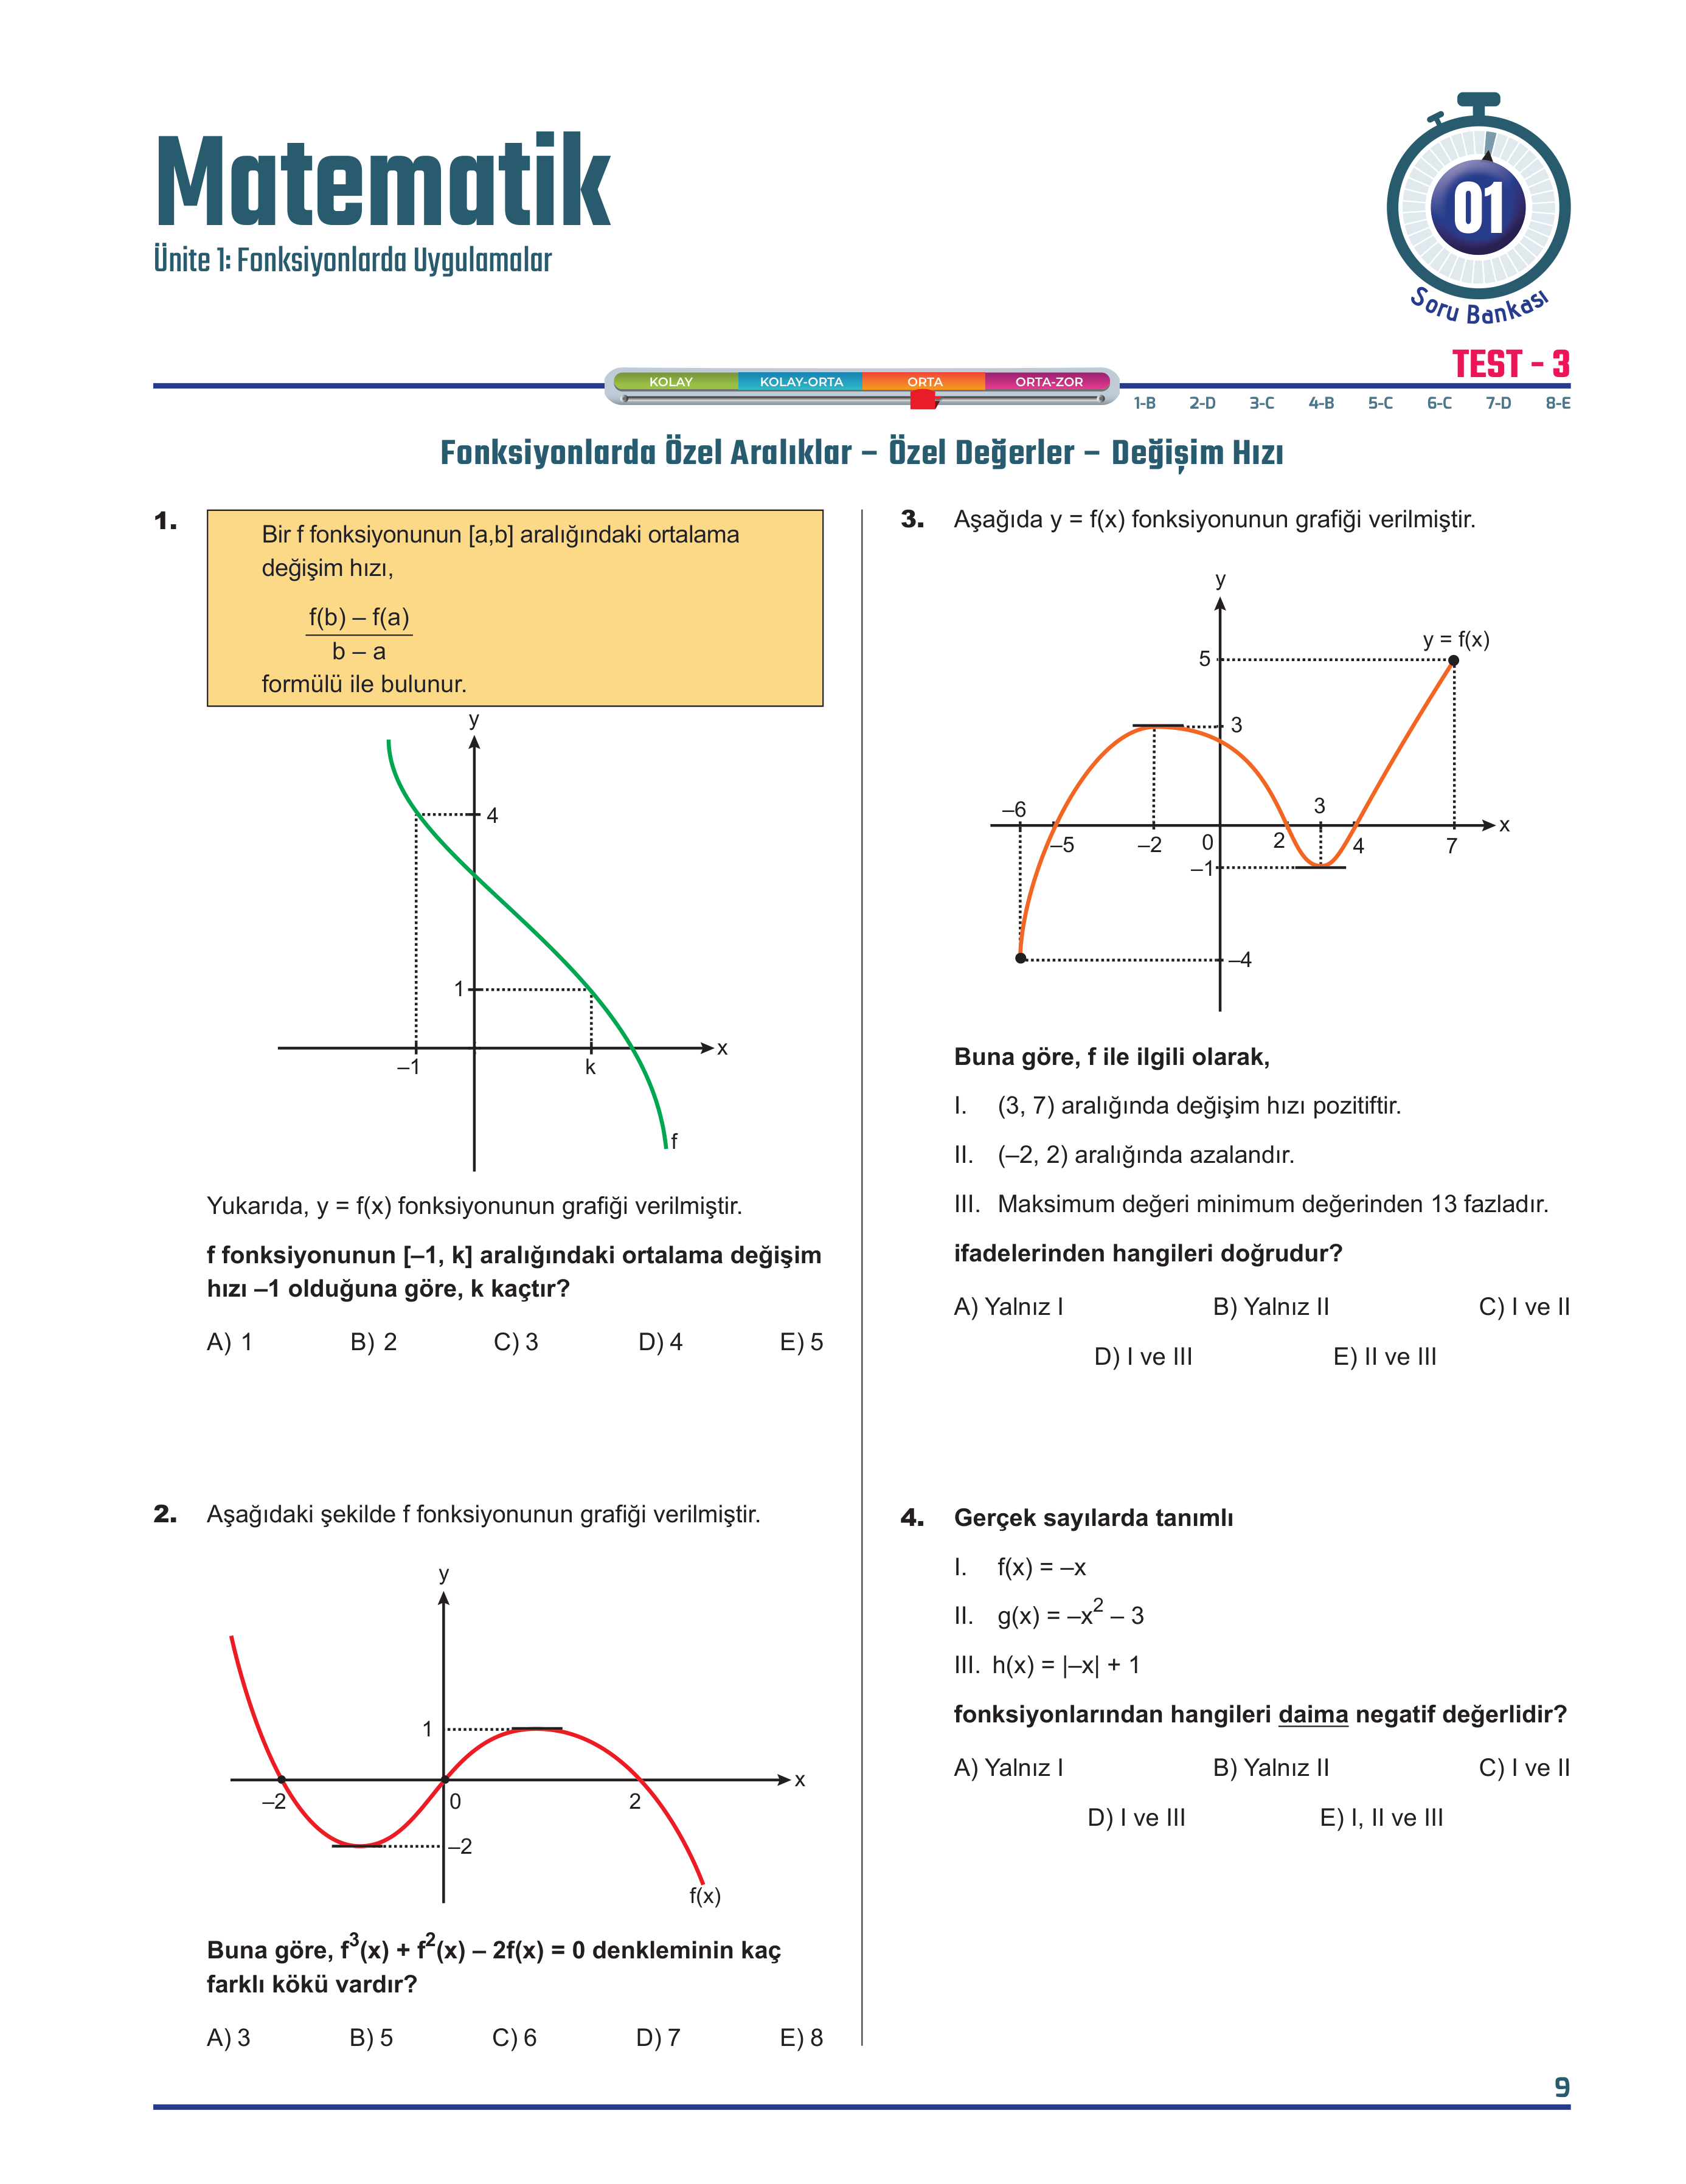 Matematik
Ünite 1: Fonksiyonlarda Uygulamalar
01
Soru Bankası
TEST - 3
KOLAY KOLAY-ORTA ORTA ORTA-ZOR
1-B 2-D 3-C 4-B 5-C 6-C 7-D 8-E
Fonksiyonlarda Özel Aralıklar – Özel Değerler – Değişim Hızı
1.
Bir f fonksiyonunun [a,b] aralığındaki ortalama
değişim hızı,
f(b) – f(a)
b – a
formülü ile bulunur.
y
4
1
x
–1
k
f
Yukarıda, y = f(x) fonksiyonunun grafiği verilmiştir.
f fonksiyonunun [–1, k] aralığındaki ortalama değişim
hızı –1 olduğuna göre, k kaçtır?
A) 1 B) 2 C) 3 D) 4 E) 5
2. Aşağıdaki şekilde f fonksiyonunun grafiği verilmiştir.
y
1
x
–2
0
2
–2
f(x)
Buna göre, f³(x) + f²(x) – 2f(x) = 0 denkleminin kaç
farklı kökü vardır?
A) 3 B) 5 C) 6 D) 7 E) 8
3. Aşağıda y = f(x) fonksiyonunun grafiği verilmiştir.
y
y = f(x)
5
3
–6
3
x
–5
–2
0
2
4
7
–1
–4
Buna göre, f ile ilgili olarak,
I. (3, 7) aralığında değişim hızı pozitiftir.
II. (–2, 2) aralığında azalandır.
III. Maksimum değeri minimum değerinden 13 fazladır.
ifadelerinden hangileri doğrudur?
A) Yalnız I B) Yalnız II C) I ve II
D) I ve III E) II ve III
4. Gerçek sayılarda tanımlı
I. f(x) = –x
II. g(x) = –x² – 3
III. h(x) = |–x| + 1
fonksiyonlarından hangileri daima negatif değerlidir?
A) Yalnız I B) Yalnız II C) I ve II
D) I ve III E) I, II ve III
9